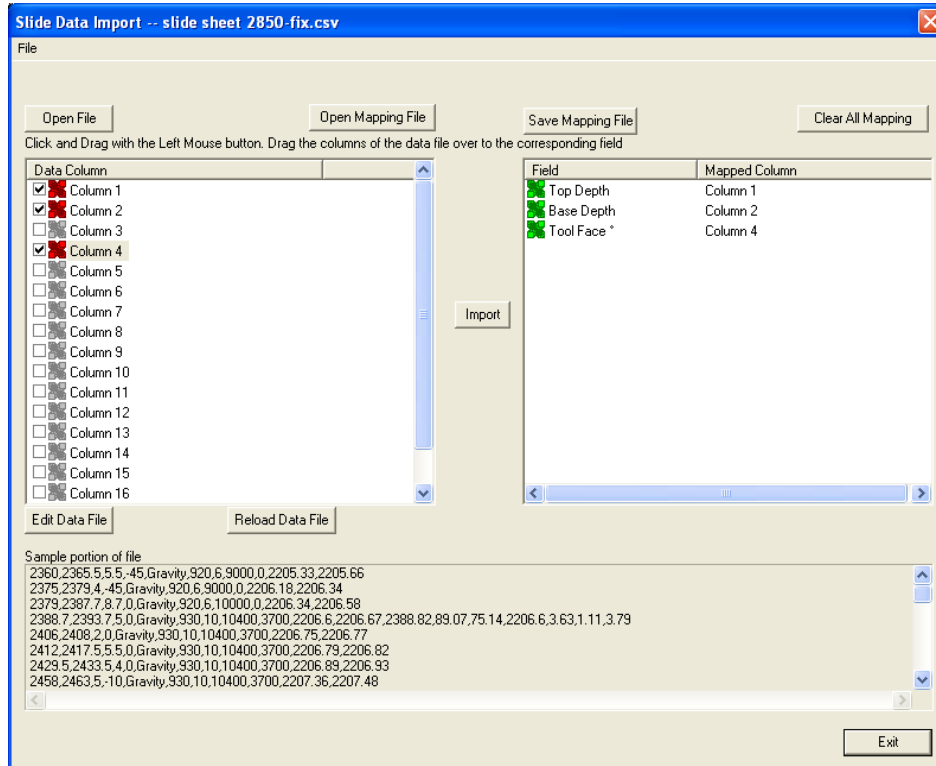 Slide Data Import -- slide sheet 2850-fix.csv
File
Open File
Open Mapping File
Save Mapping File
Clear All Mapping
Click and Drag with the Left Mouse button. Drag the columns of the data file over to the corresponding field
Data Column
Column 1
Column 2
Column 3
Column 4
Column 5
Column 6
Column 7
Column 8
Column 9
Column 10
Column 11
Column 12
Column 13
Column 14
Column 15
Column 16
Import
Field Mapped Column
Top Depth Column 1
Base Depth Column 2
Tool Face ° Column 4
Edit Data File
Reload Data File
Sample portion of file
2360,2365.5,5.5,-45,Gravity,920,6,9000,0,2205.33,2205.66
2375,2379,4,-45,Gravity,920,6,9000,0,2206.18,2206.34
2379,2387.7,8.7,0,Gravity,920,6,10000,0,2206.34,2206.58
2388.7,2393.7,5,0,Gravity,930,10,10400,3700,2206.6,2206.67,2388.82,89.07,75.14,2206.6,3.63,1.11,3.79
2406,2408,2,0,Gravity,930,10,10400,3700,2206.75,2206.77
2412,2417.5,5.5,0,Gravity,930,10,10400,3700,2206.79,2206.82
2429.5,2433.5,4,0,Gravity,930,10,10400,3700,2206.89,2206.93
2458,2463,5,-10,Gravity,930,10,10400,3700,2207.36,2207.48
Exit